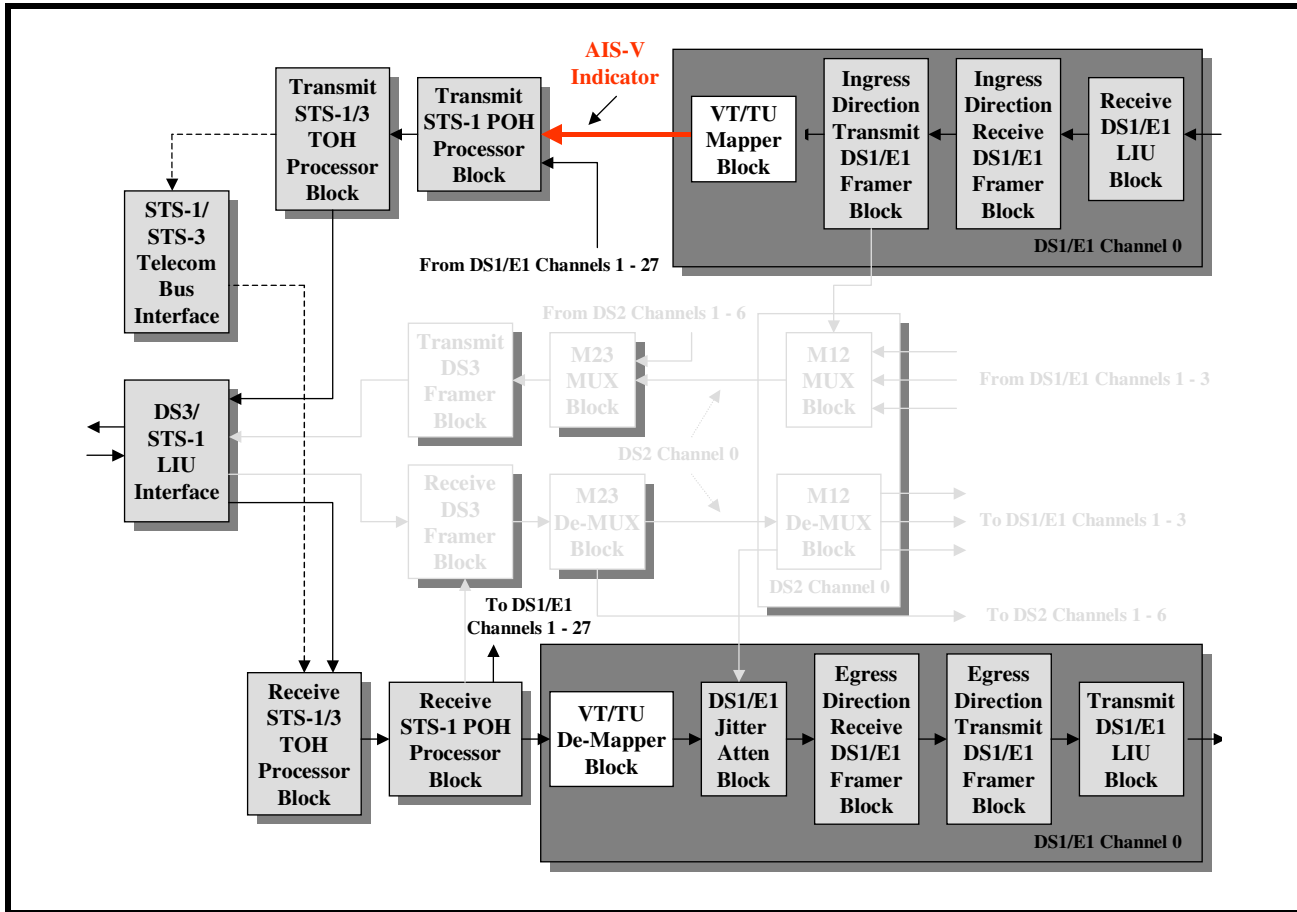 AIS-V
Indicator
Transmit
STS-1/3
TOH
Processor
Block
Transmit
STS-1 POH
Processor
Block
VT/TU
Mapper
Block
Ingress
Direction
Transmit
DS1/E1
Framer
Block
Ingress
Direction
Receive
DS1/E1
Framer
Block
Receive
DS1/E1
LIU
Block
DS1/E1 Channel 0
From DS1/E1 Channels 1 - 27
STS-1/
STS-3
Telecom
Bus
Interface
From DS2 Channels 1 - 6
Transmit
DS3
Framer
Block
M23
MUX
Block
M12
MUX
Block
From DS1/E1 Channels 1 - 3
DS3/
STS-1
LIU
Interface
DS2 Channel 0
Receive
DS3
Framer
Block
M23
De-MUX
Block
M12
De-MUX
Block
To DS1/E1 Channels 1 - 3
DS2 Channel 0
To DS2 Channels 1 - 6
To DS1/E1
Channels 1 - 27
Receive
STS-1/3
TOH
Processor
Block
Receive
STS-1 POH
Processor
Block
VT/TU
De-Mapper
Block
DS1/E1
Jitter
Atten
Block
Egress
Direction
Receive
DS1/E1
Framer
Block
Egress
Direction
Transmit
DS1/E1
Framer
Block
Transmit
DS1/E1
LIU
Block
DS1/E1 Channel 0